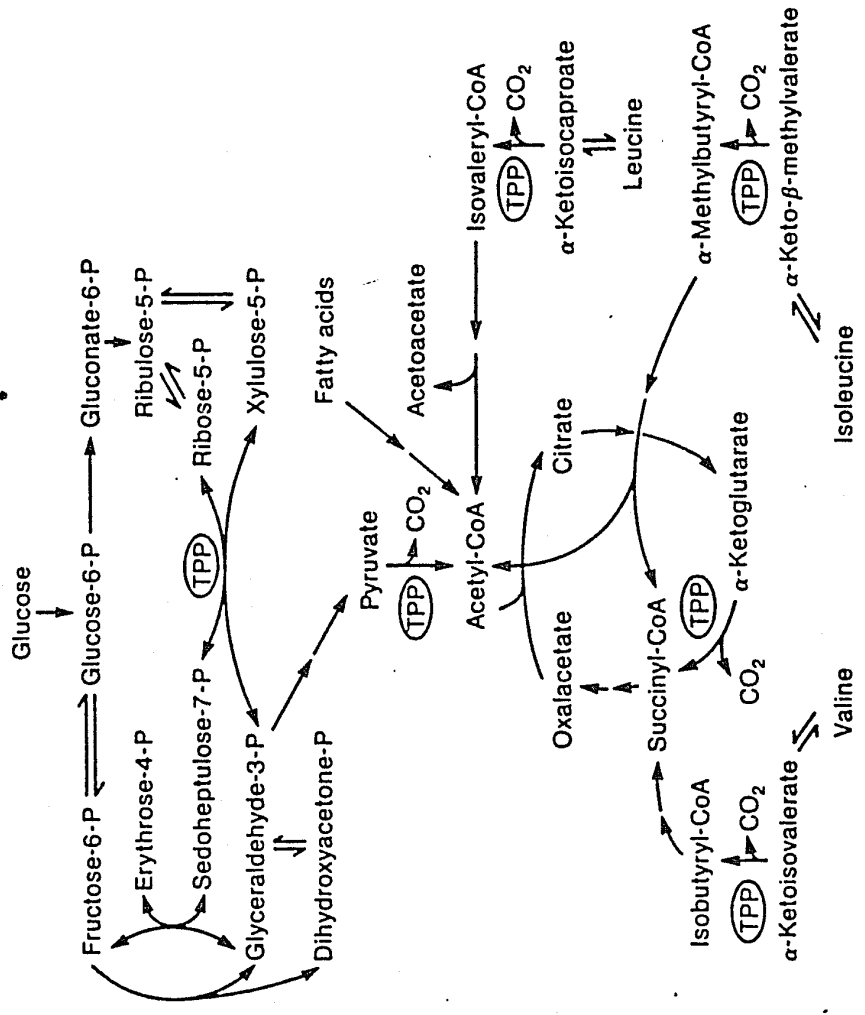 Glucose
Fructose-6-P
Glucose-6-P
Gluconate-6-P
Erythrose-4-P
Ribulose-5-P
Sedoheptulose-7-P
TPP
Ribose-5-P
Glyceraldehyde-3-P
Xylulose-5-P
Dihydroxyacetone-P
Fatty acids
Pyruvate
TPP
CO2
Acetoacetate
Acetyl-CoA
Isovaleryl-CoA
TPP
CO2
α-Ketoisocaproate
Leucine
Oxalacetate
Citrate
Succinyl-CoA
TPP
α-Ketoglutarate
CO2
Isobutyryl-CoA
TPP
CO2
α-Ketoisovalerate
Valine
α-Methylbutyryl-CoA
TPP
CO2
α-Keto-β-methylvalerate
Isoleucine